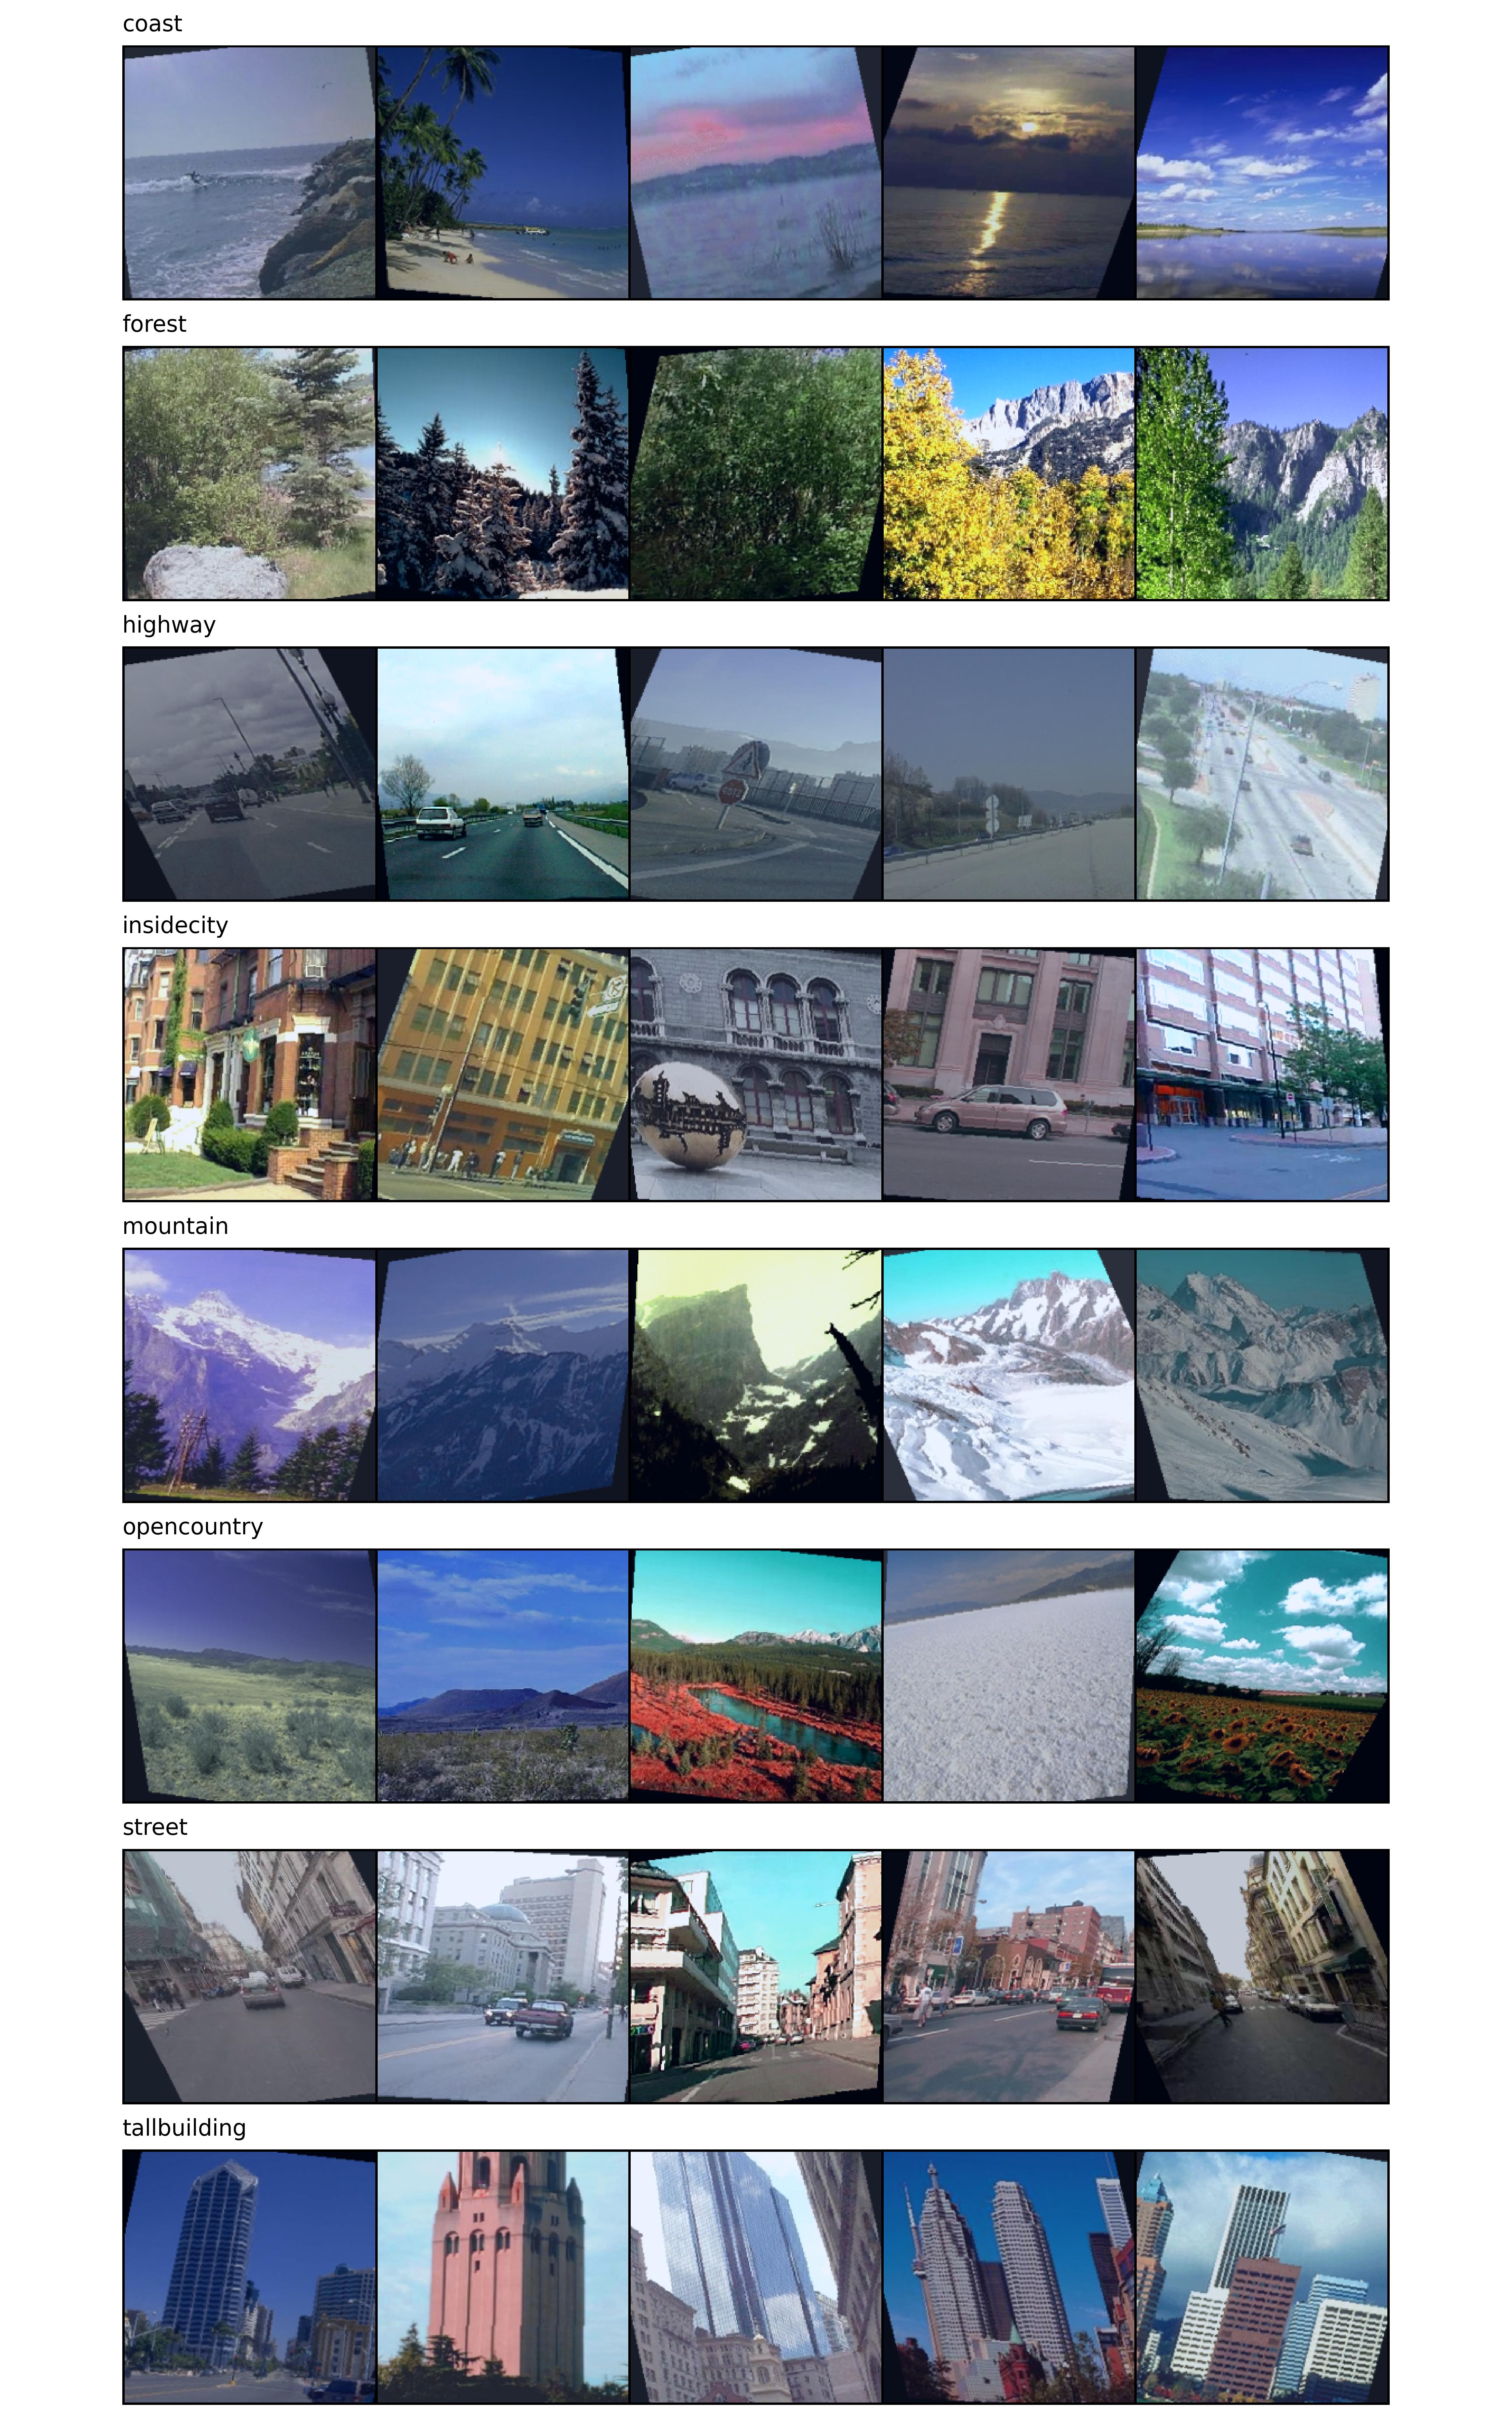 coast
forest
highway
insidecity
mountain
opencountry
street
tallbuilding